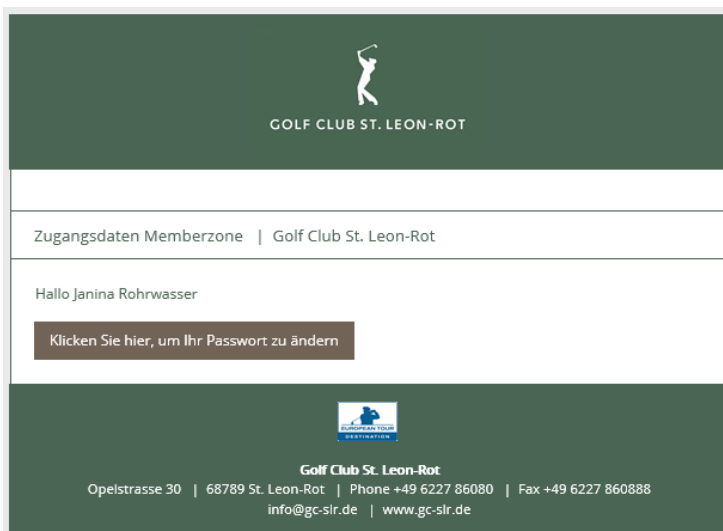 GOLF CLUB ST. LEON-ROT
Zugangsdaten Memberzone | Golf Club St. Leon-Rot
Hallo Janina Rohrwasser
Klicken Sie hier, um Ihr Passwort zu ändern
EUROPEAN TOUR
DESTINATION
Golf Club St. Leon-Rot
Opelstrasse 30 | 68789 St. Leon-Rot | Phone +49 6227 86080 | Fax +49 6227 860888
info@gc-slr.de | www.gc-slr.de